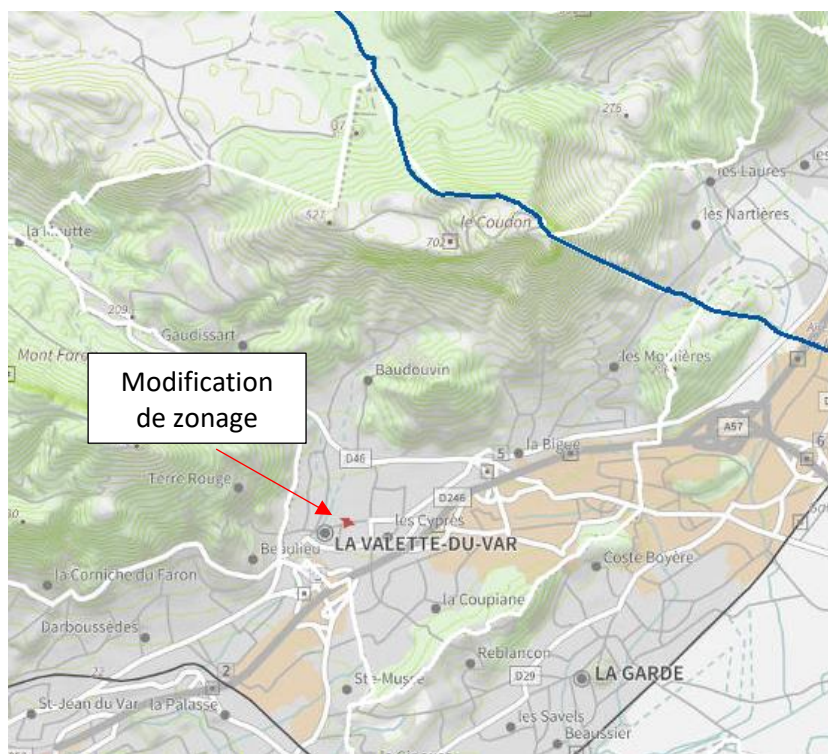 276
les Laures
les
527
le Coudon
702
les Nartières
la Moutte
209
Gaudissart
Mont Faro
Baudouvin
les Moulières
Modification
de zonage
A57
la Bigue
5
6
D46
D246
Terre Rouge
les Cyprès
LA VALETTE-DU-VAR
Beaulieu
Coste Boyère
la Corniche du Faron
la Coupiane
Darboussèdes
Reblancon
22
2
D29
LA GARDE
Ste-Musse
St-Jean du Var
la Palasse
les Savels
Beaussier